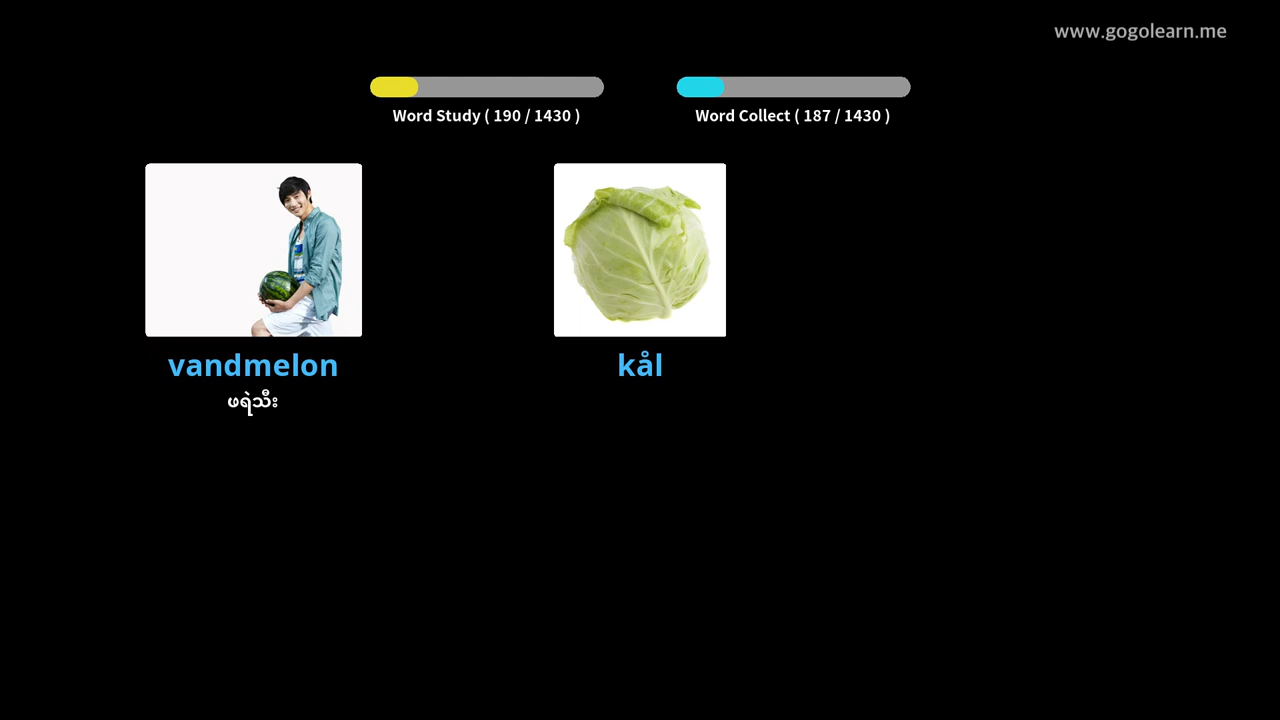 www.gogolearn.me
Word Study ( 190 / 1430 )
Word Collect ( 187 / 1430 )
vandmelon
ဖရဲသီး
kål